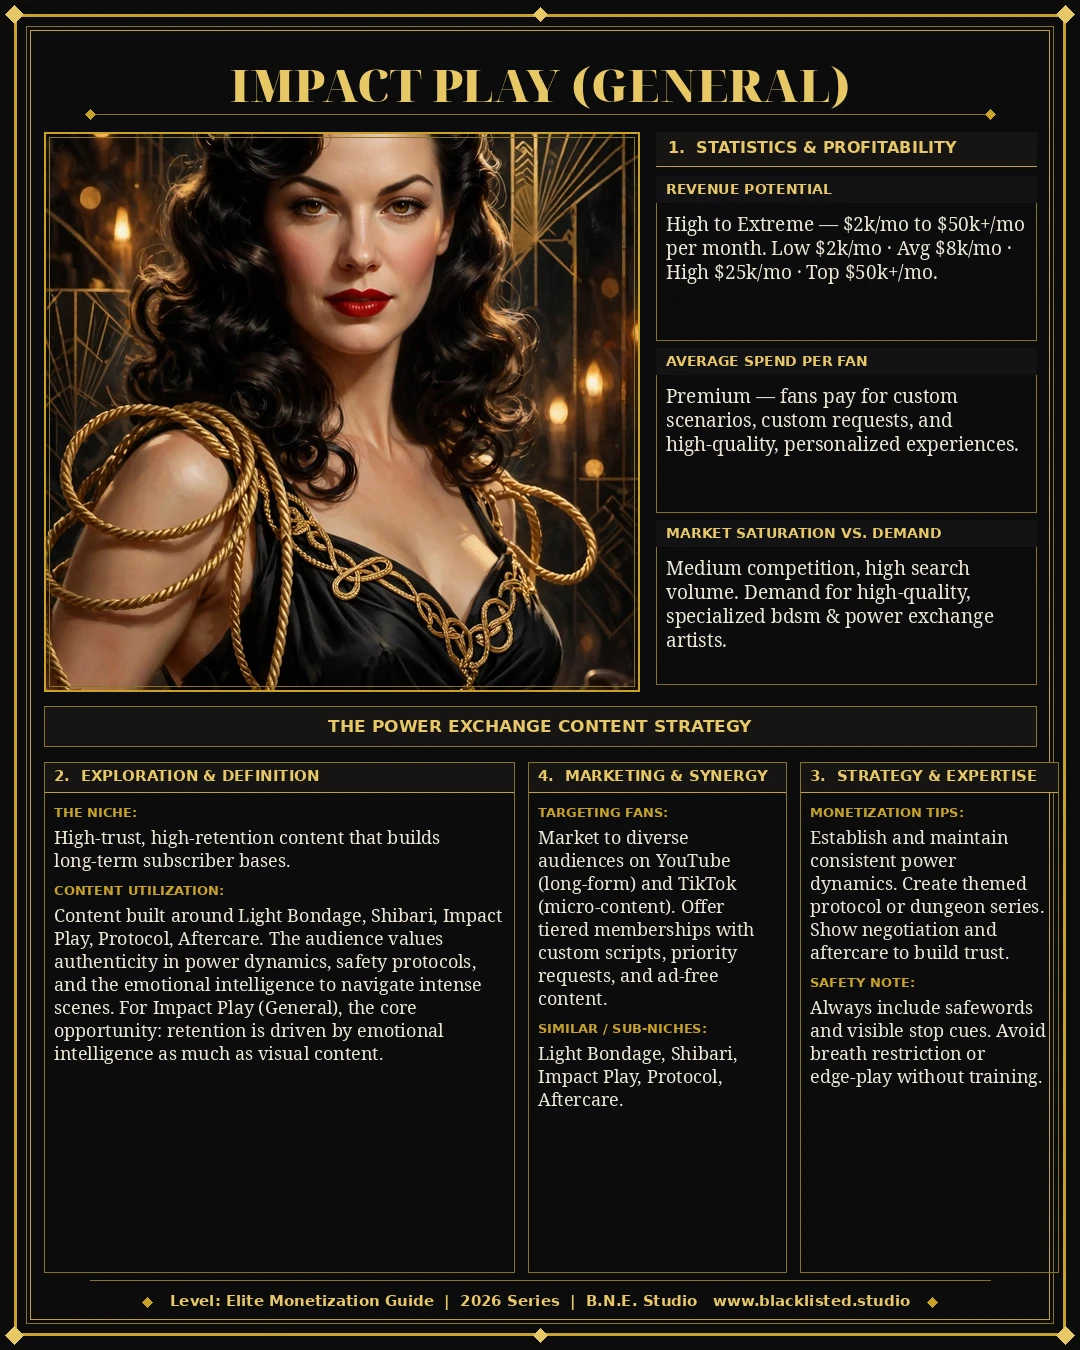 IMPACT PLAY (GENERAL)
1. STATISTICS & PROFITABILITY
REVENUE POTENTIAL
High to Extreme — $2k/mo to $50k+/mo
per month. Low $2k/mo · Avg $8k/mo ·
High $25k/mo · Top $50k+/mo.
AVERAGE SPEND PER FAN
Premium — fans pay for custom
scenarios, custom requests, and
high-quality, personalized experiences.
MARKET SATURATION VS. DEMAND
Medium competition, high search
volume. Demand for high-quality,
specialized bdsm & power exchange
artists.
THE POWER EXCHANGE CONTENT STRATEGY
2. EXPLORATION & DEFINITION
THE NICHE:
High-trust, high-retention content that builds
long-term subscriber bases.
CONTENT UTILIZATION:
Content built around Light Bondage, Shibari, Impact
Play, Protocol, Aftercare. The audience values
authenticity in power dynamics, safety protocols,
and the emotional intelligence to navigate intense
scenes. For Impact Play (General), the core
opportunity: retention is driven by emotional
intelligence as much as visual content.
4. MARKETING & SYNERGY
TARGETING FANS:
Market to diverse
audiences on YouTube
(long-form) and TikTok
(micro-content). Offer
tiered memberships with
custom scripts, priority
requests, and ad-free
content.
SIMILAR / SUB-NICHES:
Light Bondage, Shibari,
Impact Play, Protocol,
Aftercare.
3. STRATEGY & EXPERTISE
MONETIZATION TIPS:
Establish and maintain
consistent power
dynamics. Create themed
protocol or dungeon series.
Show negotiation and
aftercare to build trust.
SAFETY NOTE:
Always include safewords
and visible stop cues. Avoid
breath restriction or
edge-play without training.
Level: Elite Monetization Guide | 2026 Series | B.N.E. Studio www.blacklisted.studio